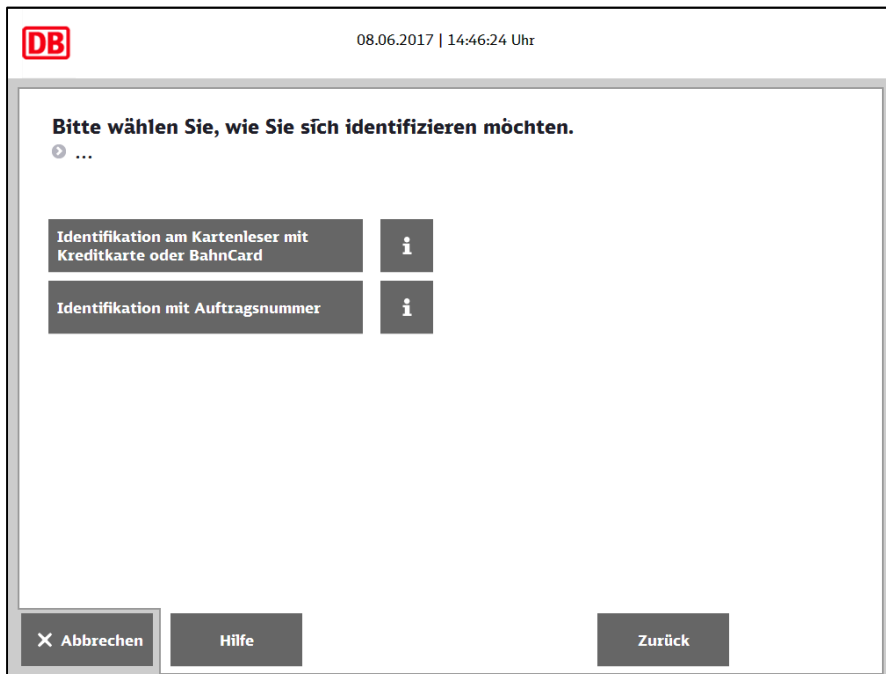 DB
08.06.2017 | 14:46:24 Uhr
Bitte wählen Sie, wie Sie sich identifizieren möchten.
...
Identifikation am Kartenleser mit
Kreditkarte oder BahnCard
i
Identifikation mit Auftragsnummer
i
X Abbrechen
Hilfe
Zurück